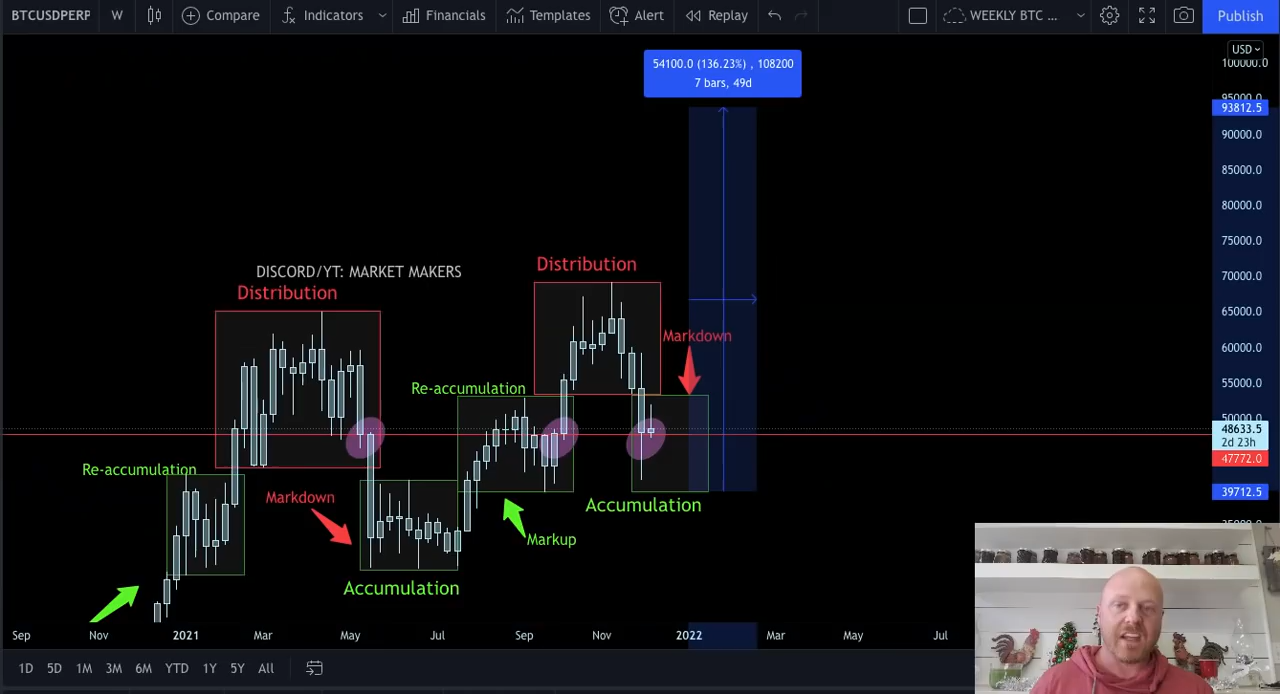 BTCUSDPERP W Compare Indicators Financials Templates Alert Replay WEEKLY BTC ... Publish
USD
100000.0
54100.0 (136.23%) , 108200
7 bars, 49d
95000.0
93812.5
90000.0
85000.0
80000.0
75000.0
Distribution
DISCORD/YT: MARKET MAKERS
70000.0
Distribution
65000.0
Markdown
60000.0
Re-accumulation
55000.0
50000.0
48633.5
2d 23h
47772.0
Re-accumulation
Markdown
39712.5
Accumulation
35000.0
Markup
Accumulation
Sep Nov 2021 Mar May Jul Sep Nov 2022 Mar May Jul
1D 5D 1M 3M 6M YTD 1Y 5Y All